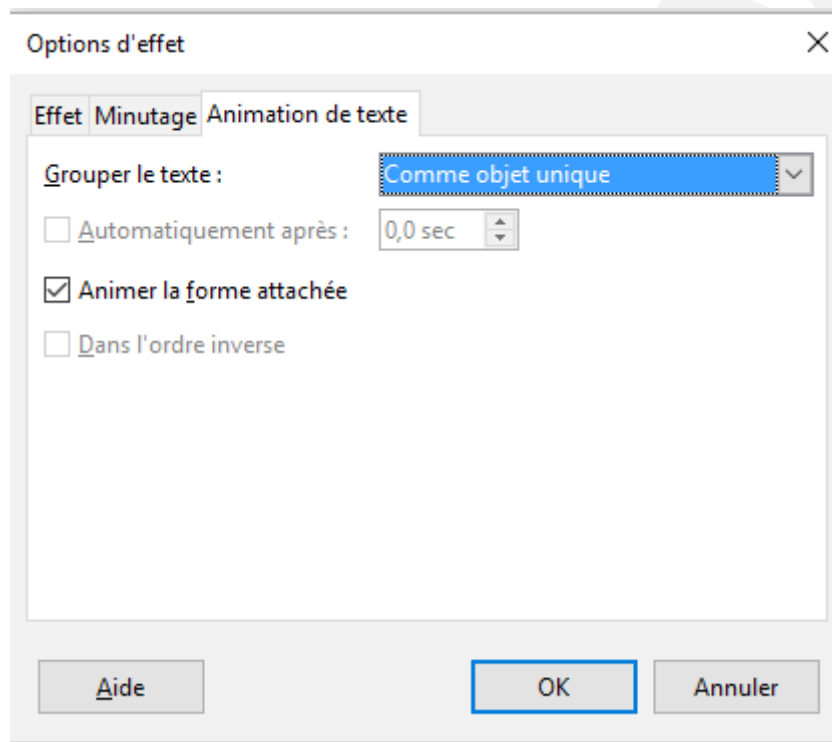 Options d'effet
Effet Minutage Animation de texte
Grouper le texte : Comme objet unique
Automatiquement après : 0,0 sec
Animer la forme attachée
Dans l'ordre inverse
Aide OK Annuler